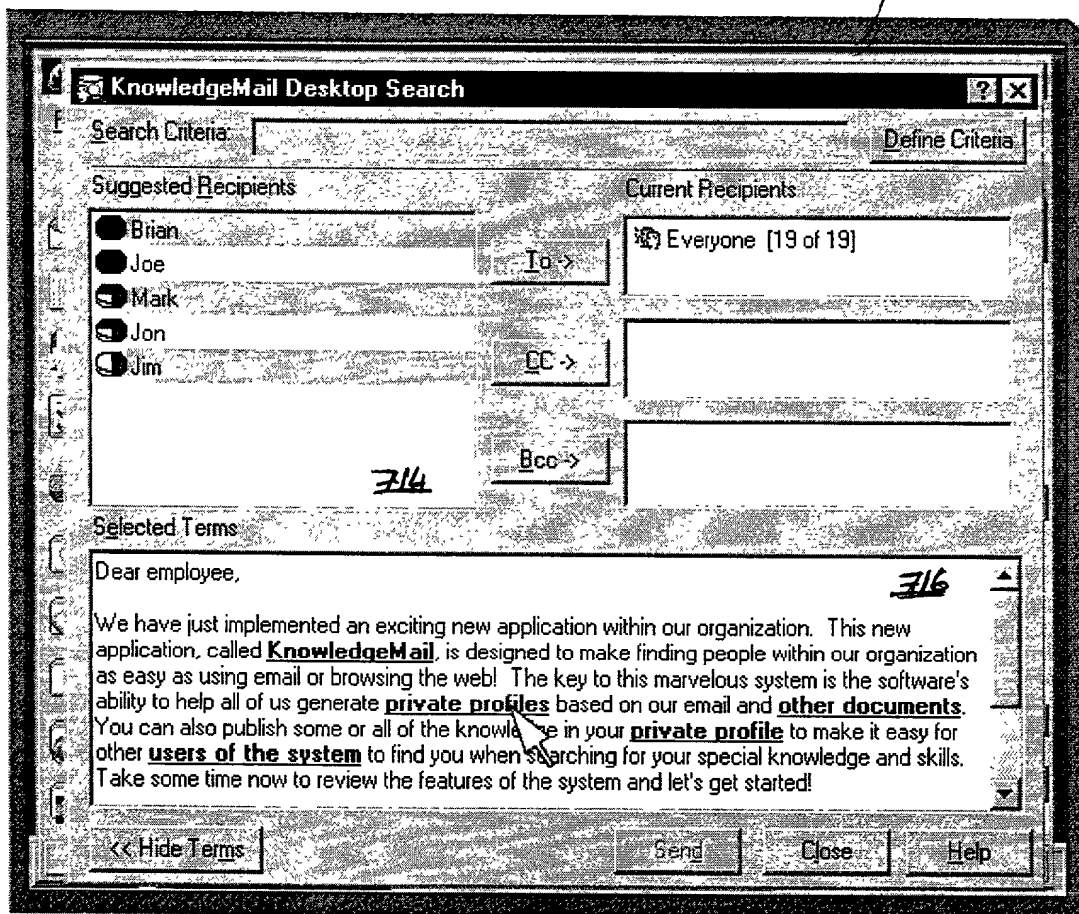 KnowledgeMail Desktop Search
Search Criteria:
Define Criteria
Suggested Recipients
Current Recipients
Brian
Joe
Mark
Jon
Jim
To ->
CC ->
Bcc ->
Everyone [19 of 19]
714
Selected Terms
716
Dear employee,
We have just implemented an exciting new application within our organization. This new
application, called KnowledgeMail, is designed to make finding people within our organization
as easy as using email or browsing the web! The key to this marvelous system is the software's
ability to help all of us generate private profiles based on our email and other documents.
You can also publish some or all of the knowledge in your private profile to make it easy for
other users of the system to find you when searching for your special knowledge and skills.
Take some time now to review the features of the system and let's get started!
<< Hide Terms
Send
Close
Help